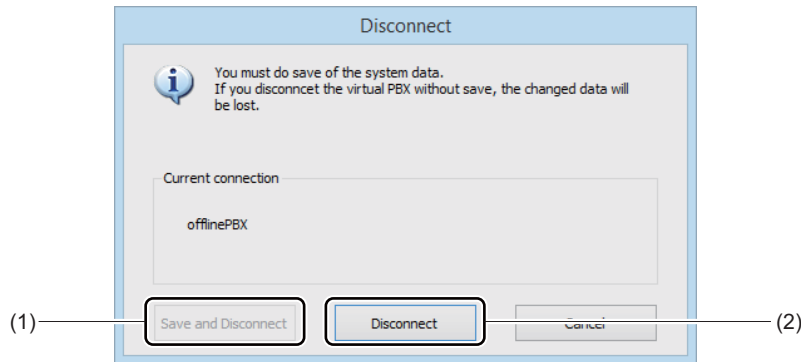 Disconnect
You must do save of the system data.
If you disconncet the virtual PBX without save, the changed data will
be lost.
Current connection
offlinePBX
(1)
Save and Disconnect
Disconnect
Cancel
(2)